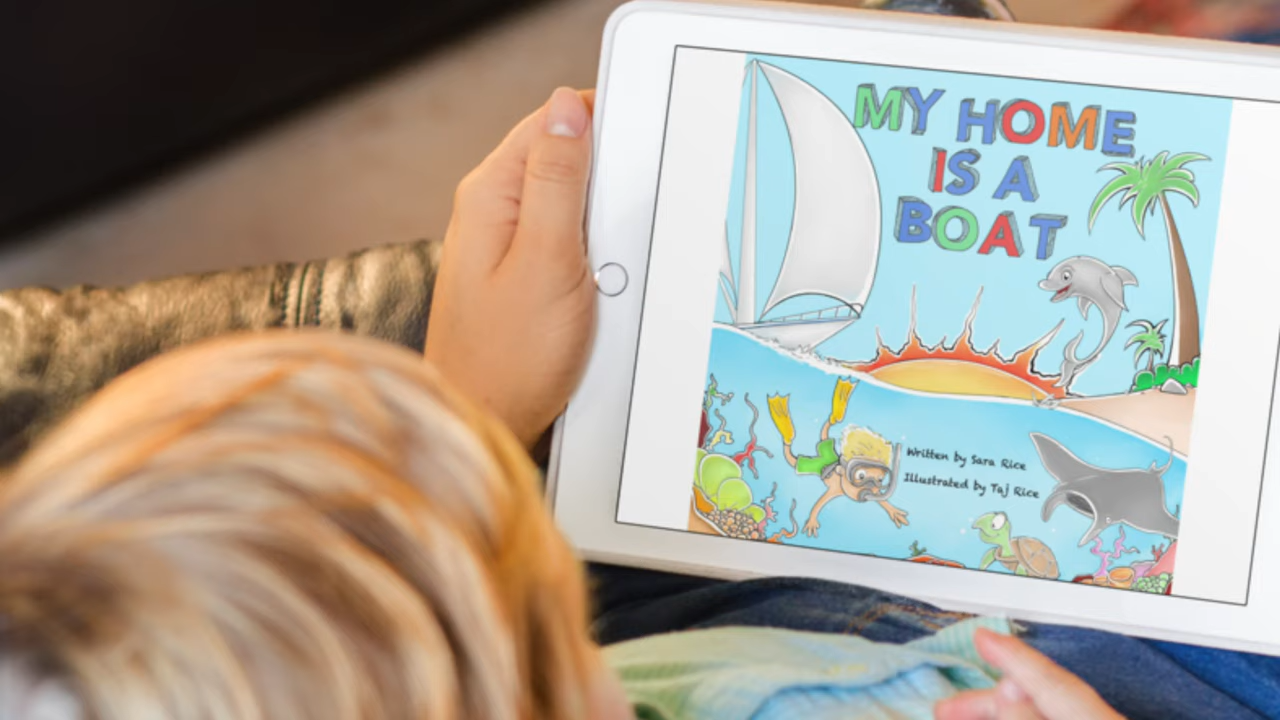 MY HOME
IS A
BOAT
Written by Sara Rice
Illustrated by Taj Rice